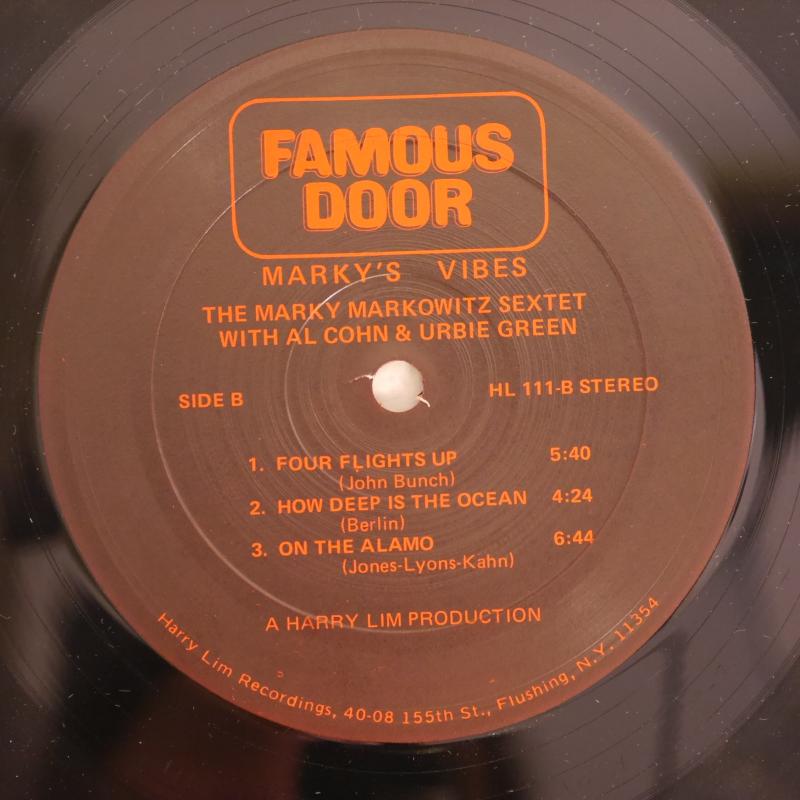 FAMOUS
DOOR
MARKY'S VIBES
THE MARKY MARKOWITZ SEXTET
WITH AL COHN & URBIE GREEN
SIDE B
HL 111-B STEREO
1. FOUR FLIGHTS UP 5:40
(John Bunch)
2. HOW DEEP IS THE OCEAN 4:24
(Berlin)
3. ON THE ALAMO 6:44
(Jones-Lyons-Kahn)
A HARRY LIM PRODUCTION
Harry Lim Recordings, 40-08 155th St., Flushing, N.Y. 11354